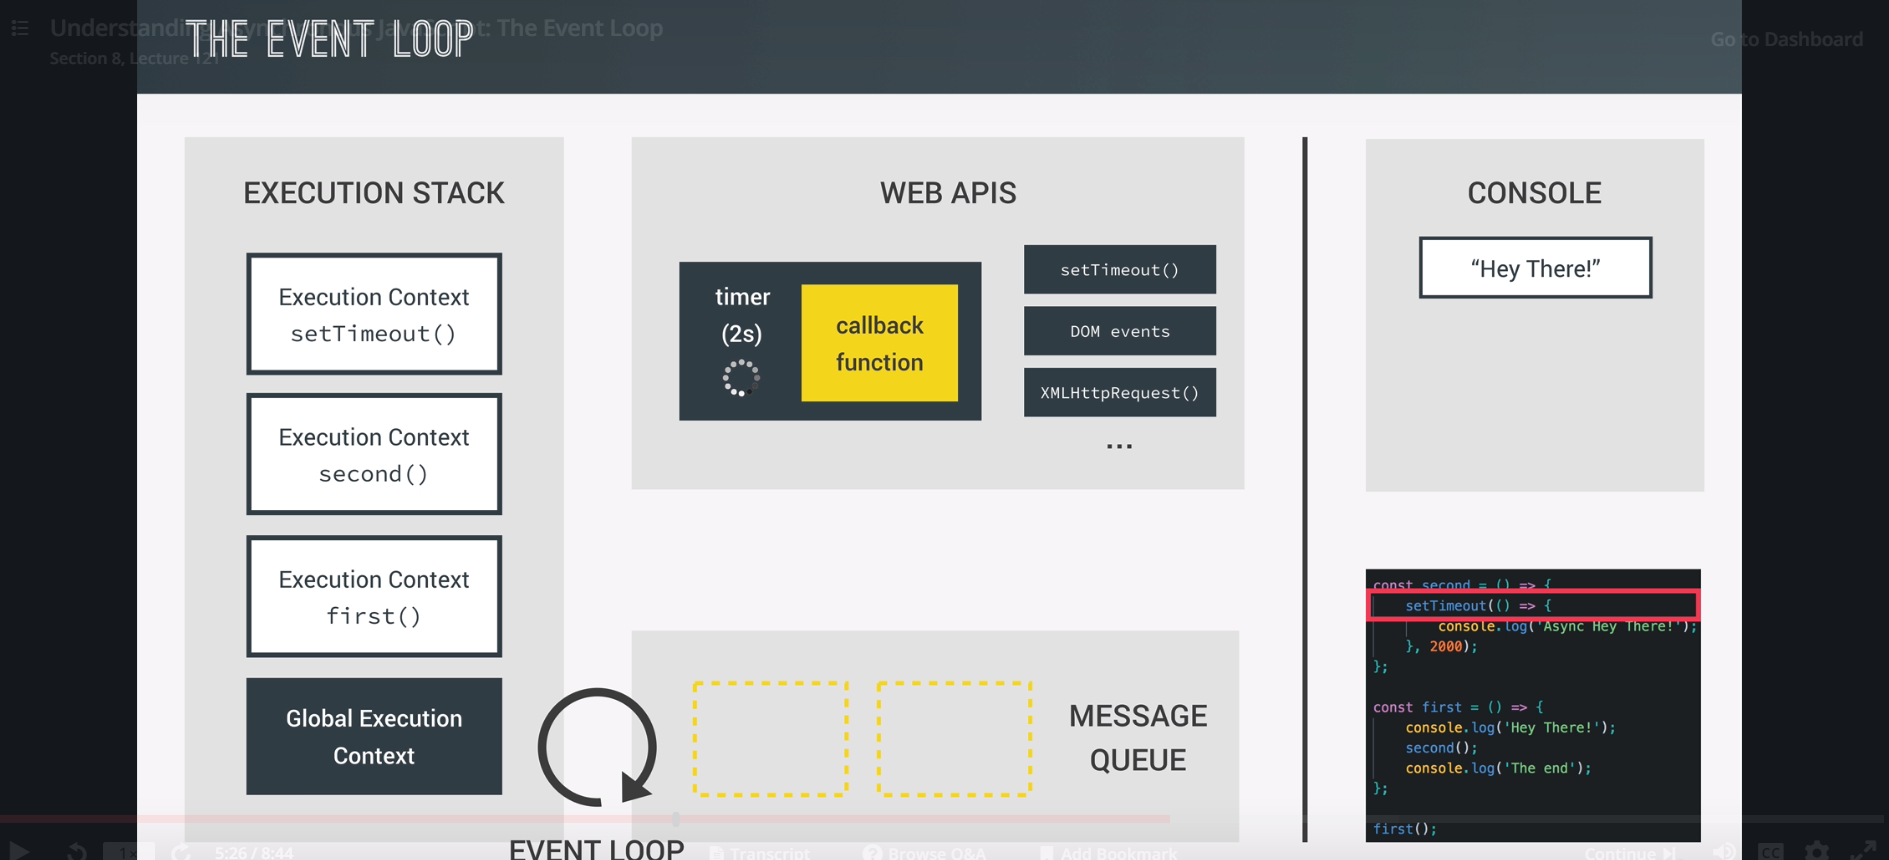 Understanding Asynchronous JavaScript: The Event Loop
Section 8, Lecture 121
Go to Dashboard
THE EVENT LOOP
EXECUTION STACK
Execution Context
setTimeout()
Execution Context
second()
Execution Context
first()
Global Execution
Context
WEB APIS
timer
(2s)
callback
function
setTimeout()
DOM events
XMLHttpRequest()
...
EVENT LOOP
MESSAGE
QUEUE
CONSOLE
“Hey There!”
const second = () => {
setTimeout(() => {
console.log('Async Hey There!');
}, 2000);
};
const first = () => {
console.log('Hey There!');
second();
console.log('The end');
};
first();
1x
5:26 / 8:44
Transcript
Browse Q&A
Add Bookmark
Continue
CC